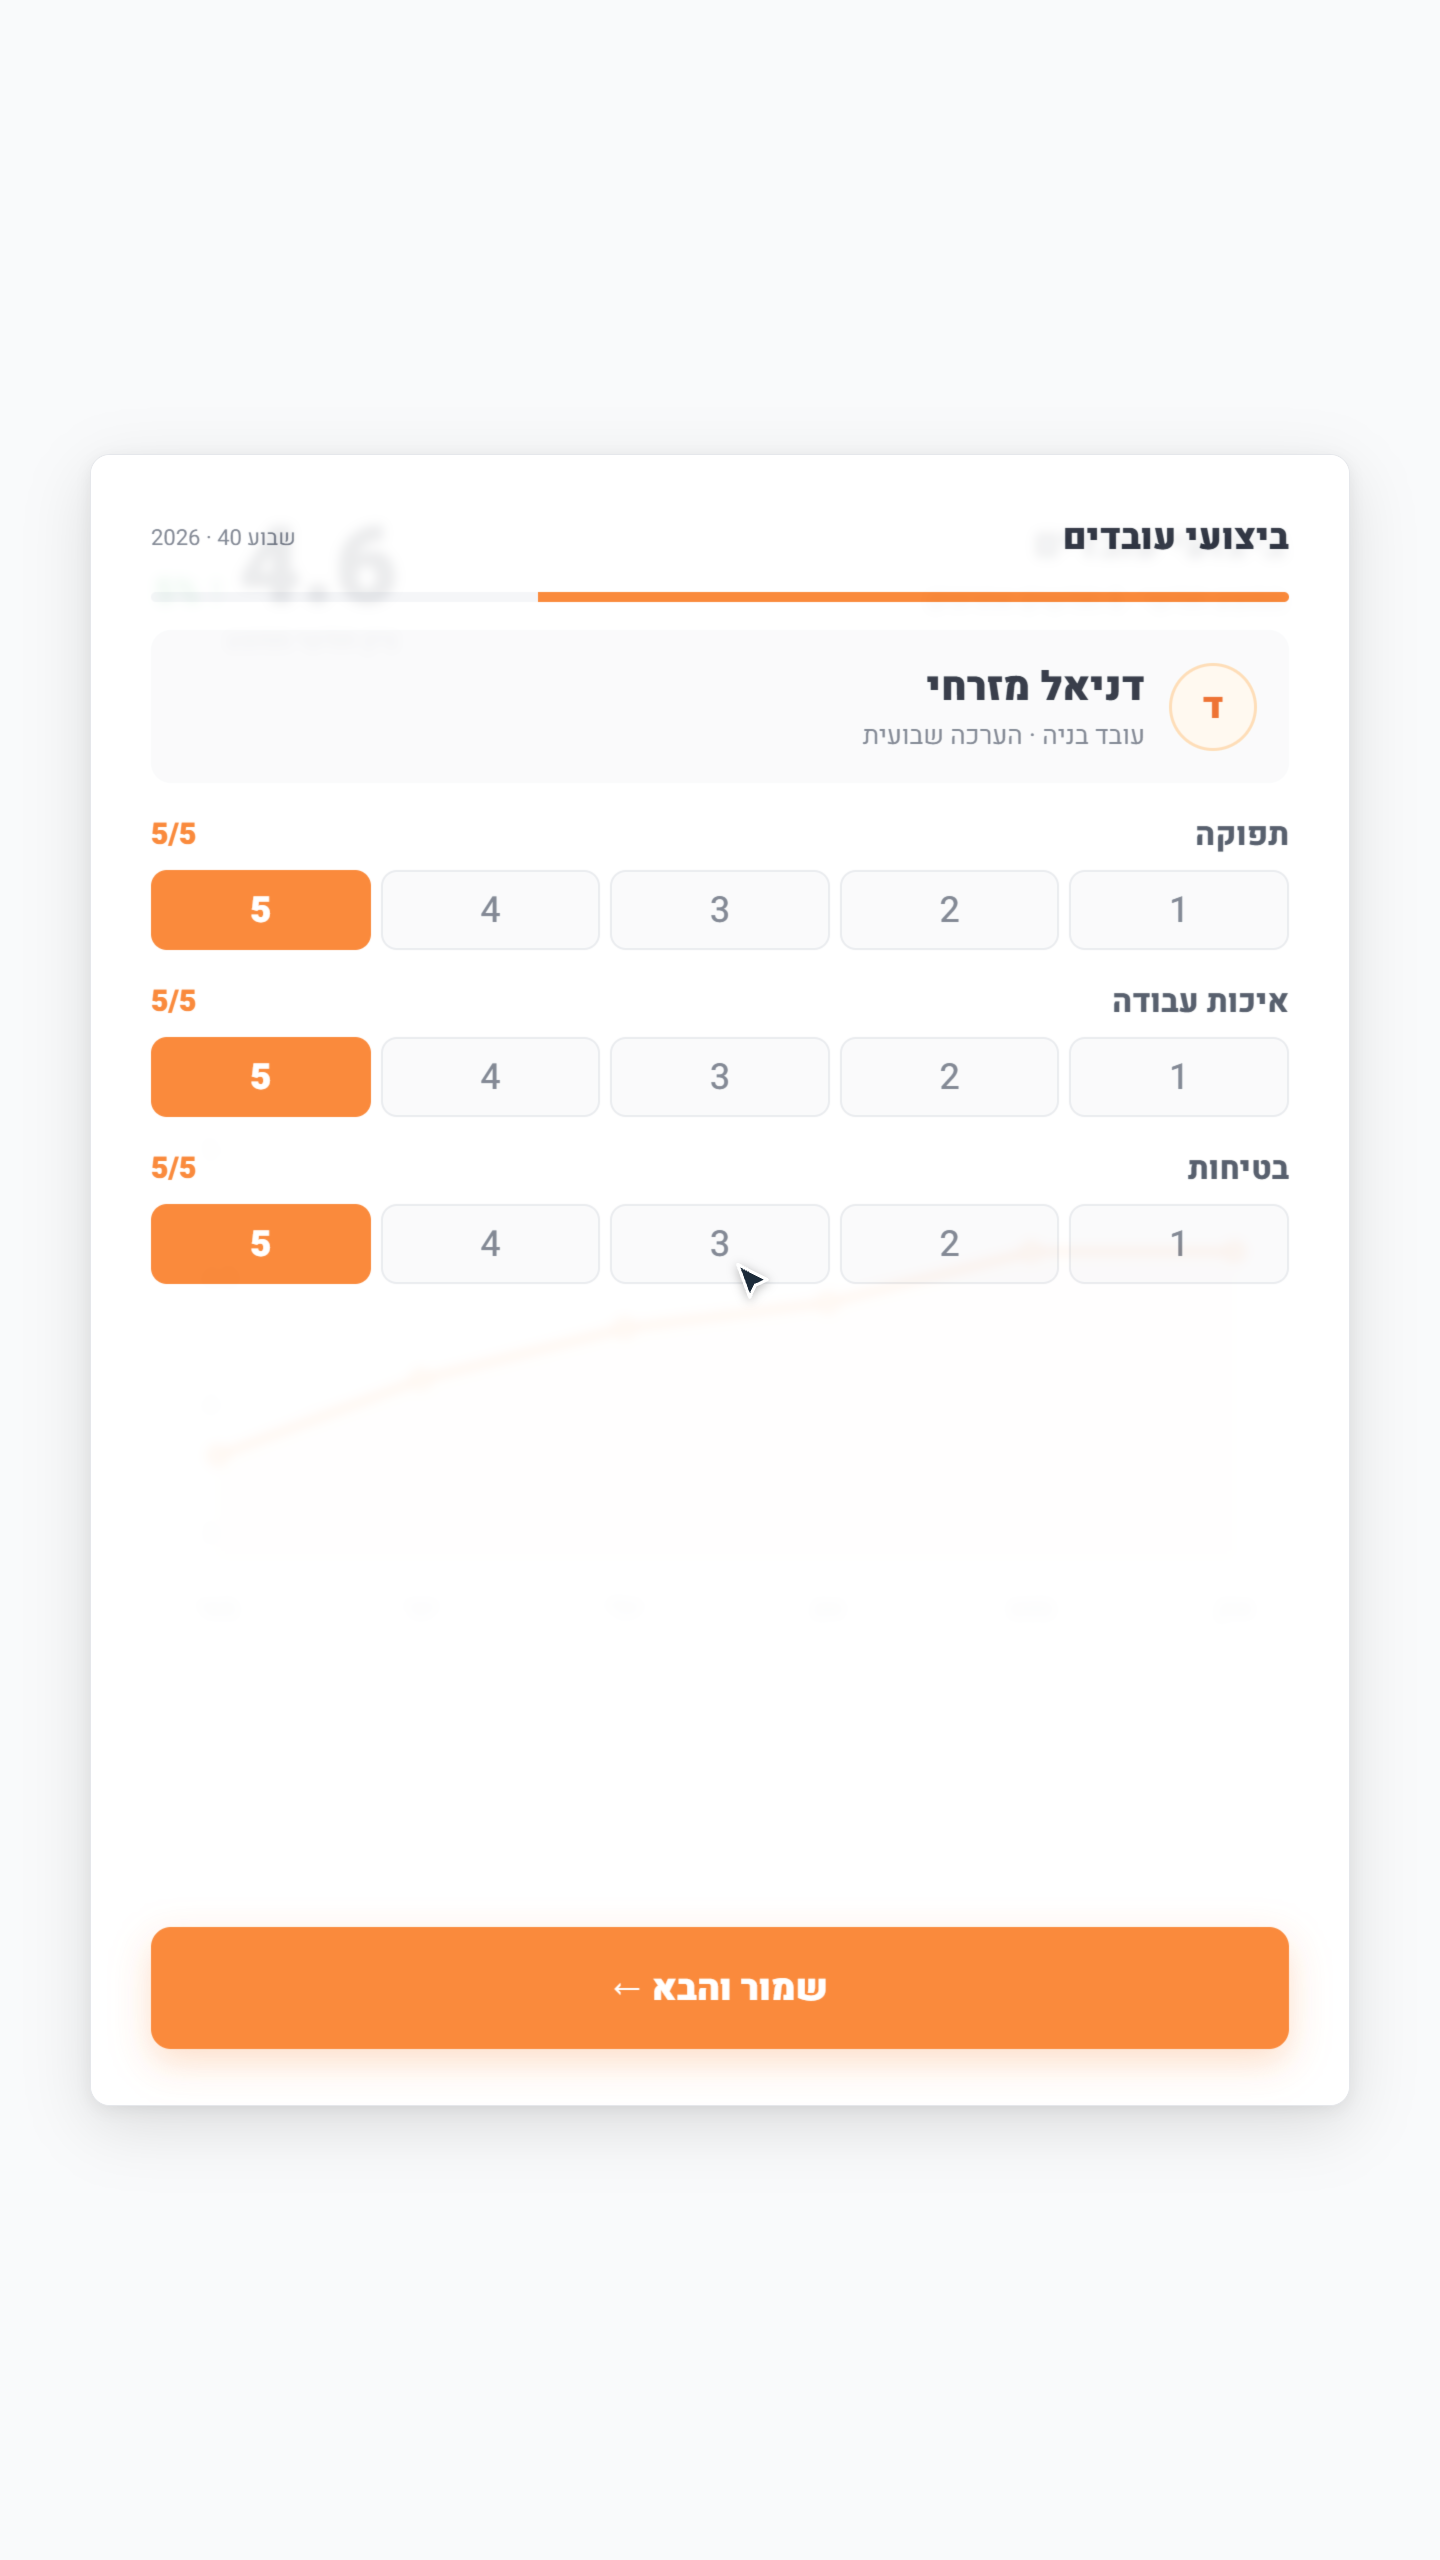 ביצועי עובדים
שבוע 40 · 2026
4.6
ד
דניאל מזרחי
עובד בניה · הערכה שבועית
תפוקה
5/5
1 2 3 4 5
איכות עבודה
5/5
1 2 3 4 5
בטיחות
5/5
1 2 3 4 5
שמור והבא ←